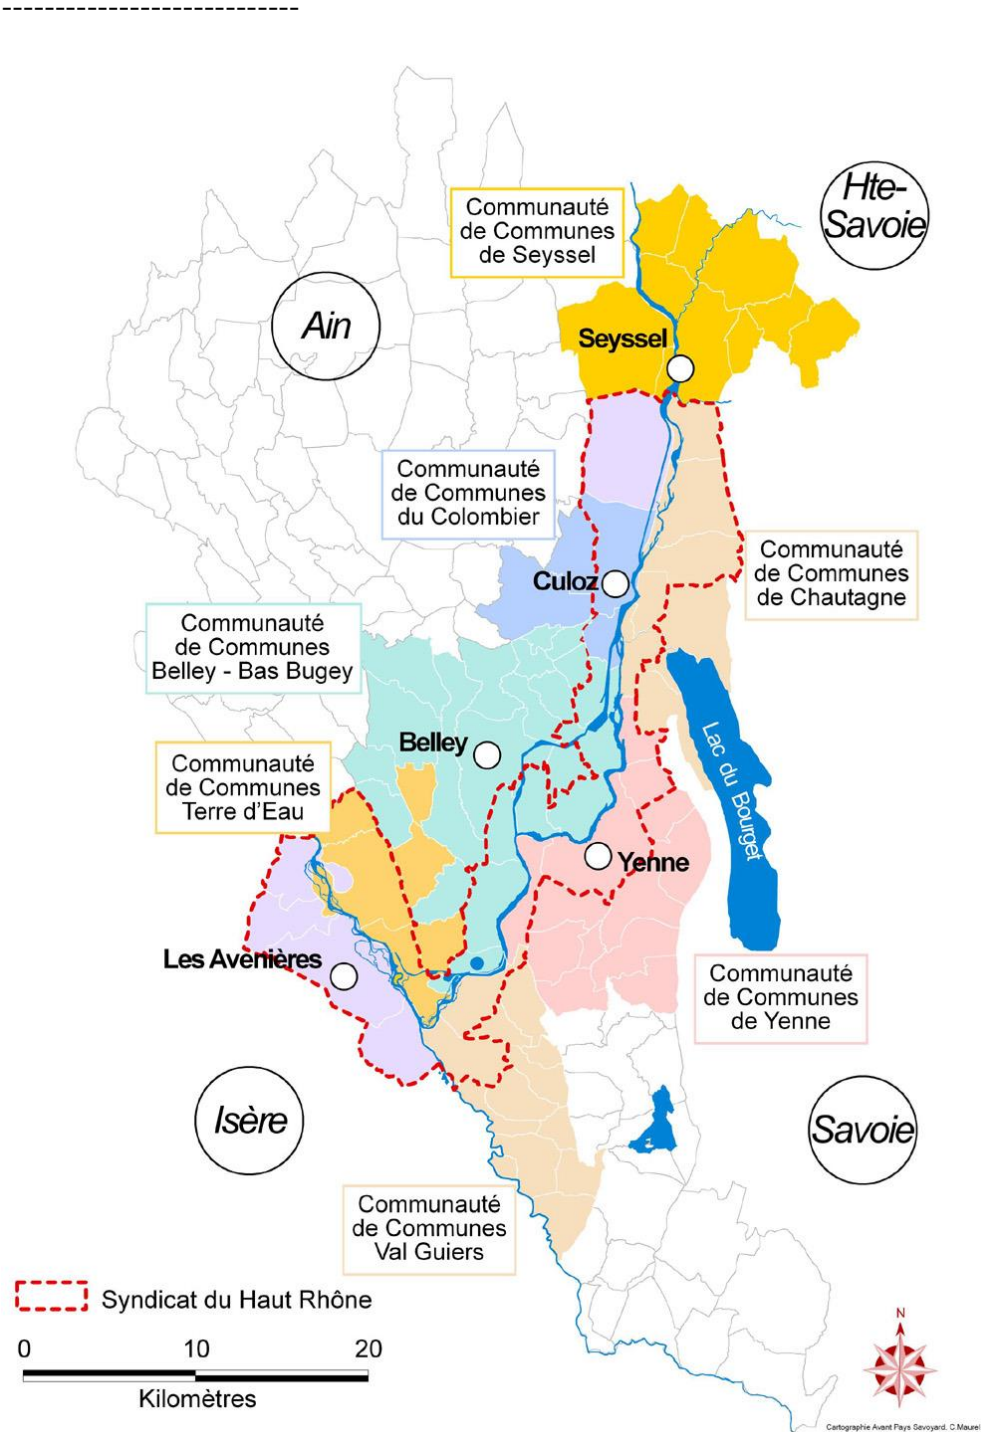 Hte-
Savoie
Communauté
de Communes
de Seyssel
Ain
Seyssel
Communauté
de Communes
du Colombier
Communauté
de Communes
de Chautagne
Culoz
Communauté
de Communes
Belley - Bas Bugey
Belley
Lac du Bourget
Communauté
de Communes
Terre d'Eau
Yenne
Les Avenières
Communauté
de Communes
de Yenne
Isère
Savoie
Communauté
de Communes
Val Guiers
Syndicat du Haut Rhône
0 10 20
Kilomètres
N
Cartographie Avant Pays Savoyard. C.Maurel